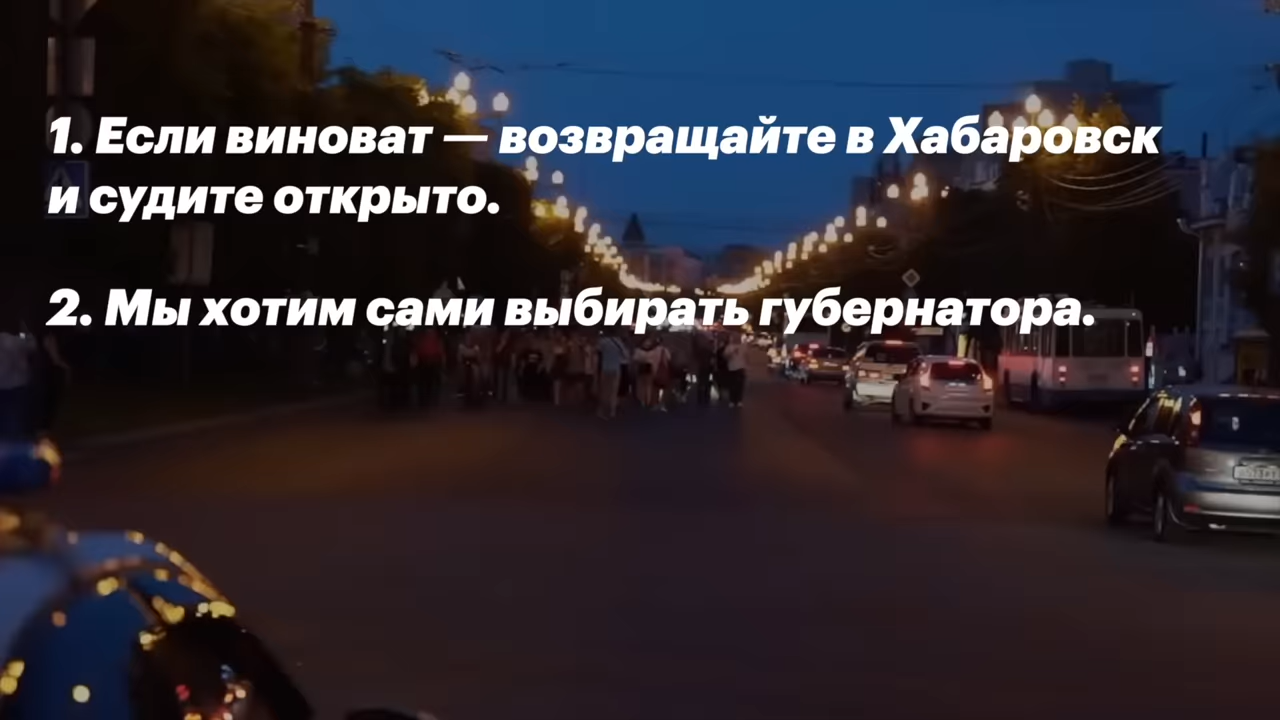 1. Если виноват — возвращайте в Хабаровск
и судите открыто.
2. Мы хотим сами выбирать губернатора.